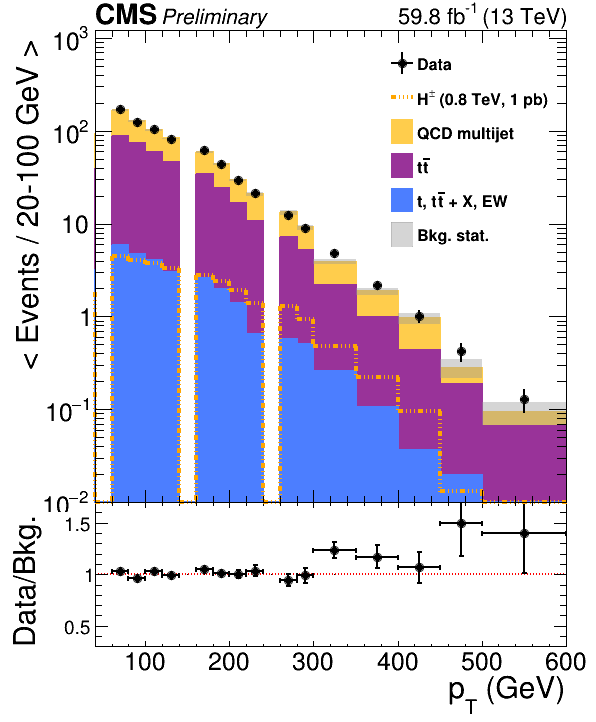 CMS Preliminary 59.8 fb⁻¹ (13 TeV)
< Events / 20-100 GeV >
10³
10²
10
1
10⁻¹
10⁻²
Data
H± (0.8 TeV, 1 pb)
QCD multijet
tt̅
t, tt̅ + X, EW
Bkg. stat.
Data/Bkg.
1.5
1
0.5
100 200 300 400 500 600
p_T (GeV)